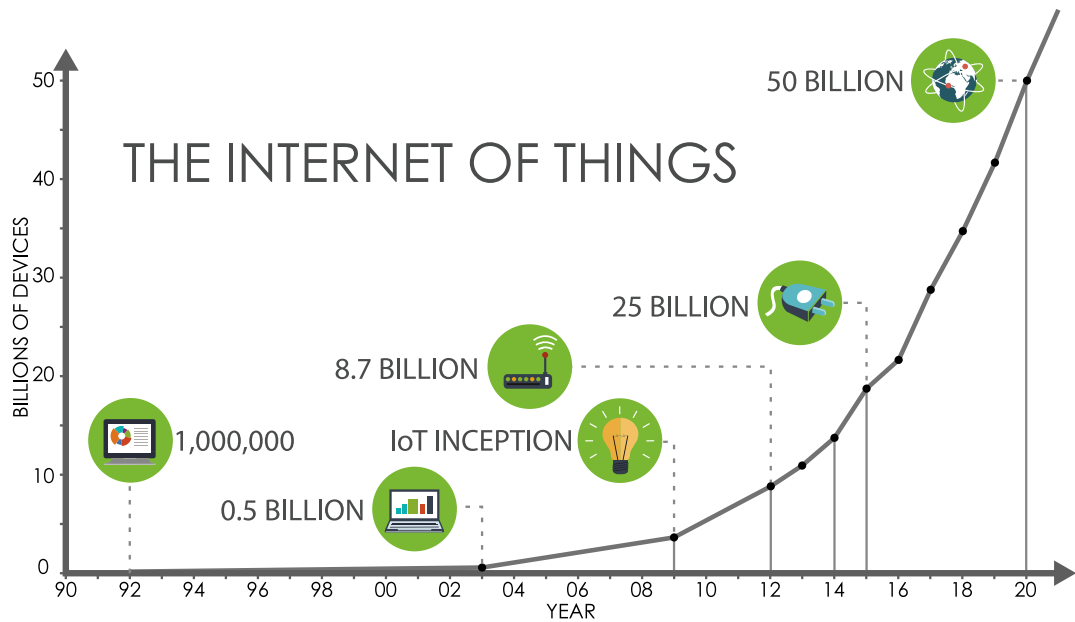 THE INTERNET OF THINGS
BILLIONS OF DEVICES
50
40
30
20
10
0
50 BILLION
25 BILLION
8.7 BILLION
IoT INCEPTION
1,000,000
0.5 BILLION
90 92 94 96 98 00 02 04 06 08 10 12 14 16 18 20
YEAR